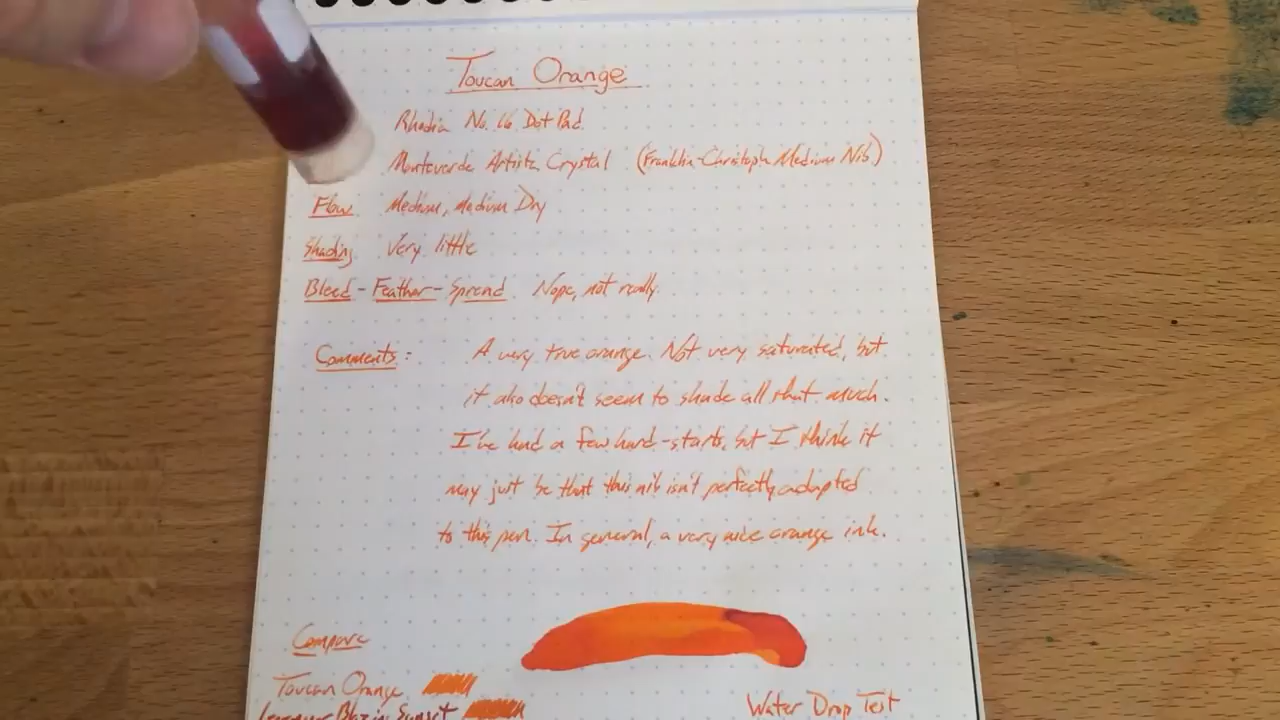 Toucan Orange
Rhodia No. 16 Dot Pad
Monteverde Artista Crystal (Franklin-Christoph Medium Nib)
Flow Medium, Medium Dry
Shading Very little
Bleed - Feather - Spread Nope, not really.
Comments: A very true orange. Not very saturated, but
it also doesn't seem to shade all that much.
I've had a few hard-starts, but I think it
may just be that this nib isn't perfectly adapted
to this pen. In general, a very nice orange ink.
Compare
Toucan Orange
Blazin Sunset
Water Drop Test